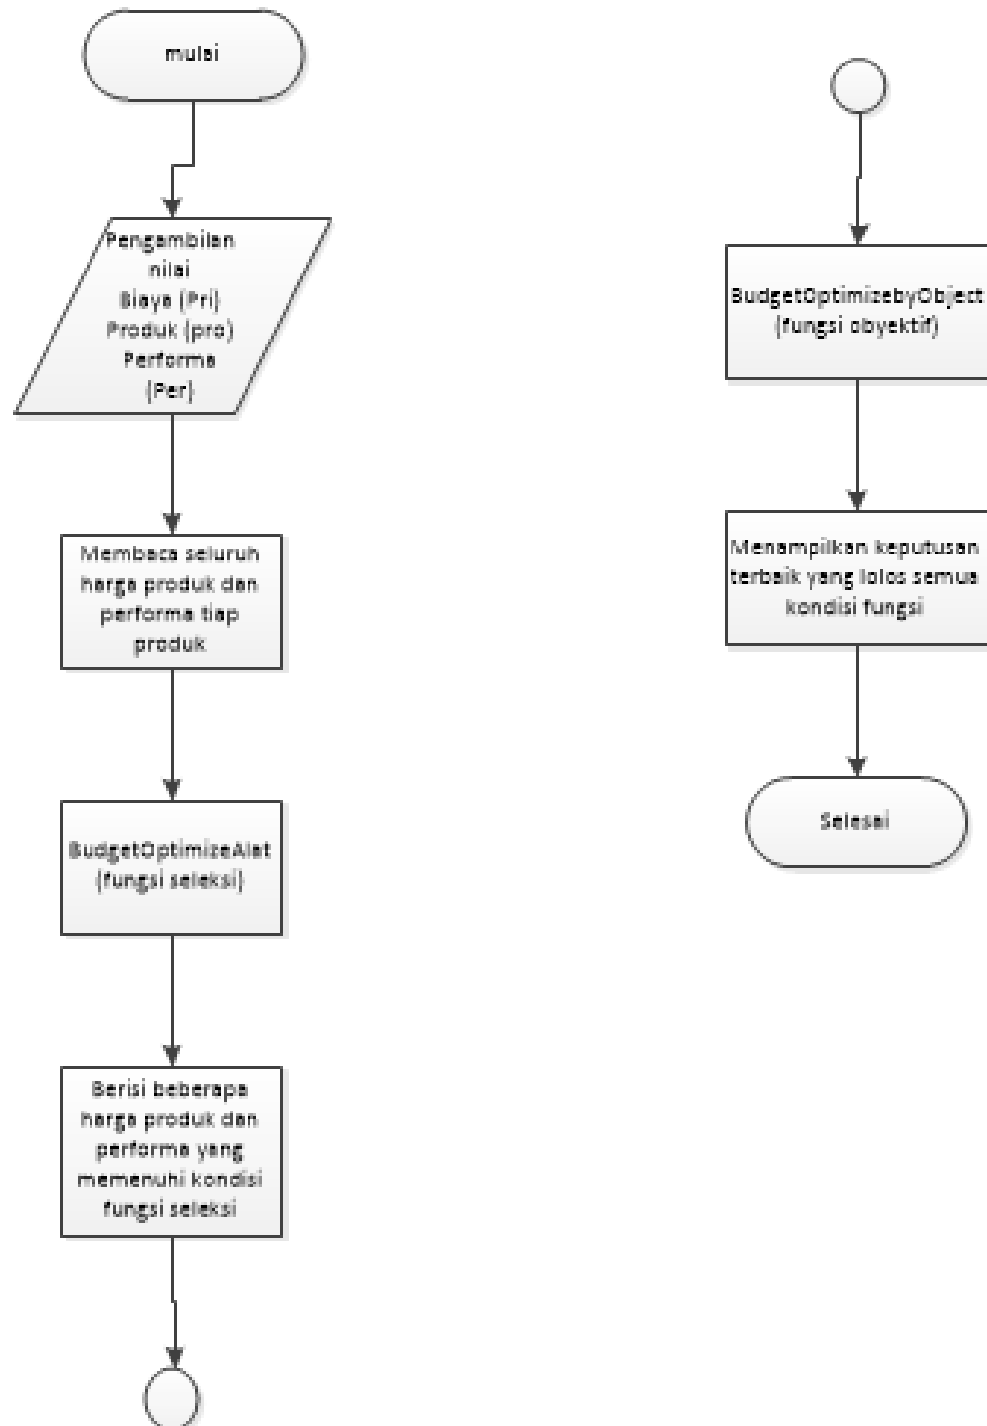 mulai
Pengambilan
nilai
Biaya (Pri)
Produk (pro)
Performa
(Per)
Membaca seluruh
harga produk dan
performa tiap
produk
BudgetOptimizeAlat
(fungsi seleksi)
Berisi beberapa
harga produk dan
performa yang
memenuhi kondisi
fungsi seleksi
BudgetOptimizebyObject
(fungsi obyektif)
Menampilkan keputusan
terbaik yang lolos semua
kondisi fungsi
Selesai